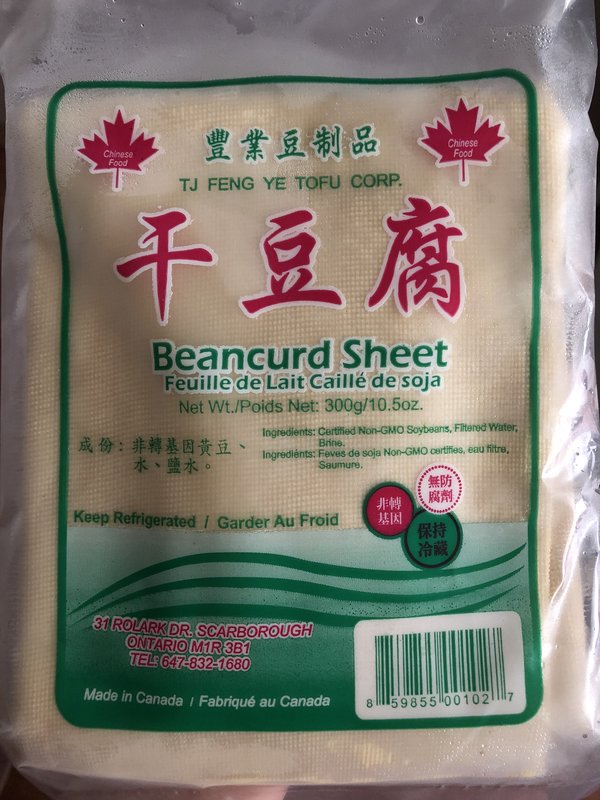 Chinese
Food
豐業豆制品
Chinese
Food
TJ FENG YE TOFU CORP.
干豆腐
Beancurd Sheet
Feuille de Lait Caillé de soja
Net Wt./Poids Net: 300g/10.5oz.
成份: 非轉基因黃豆、
水、鹽水。
Ingredients: Certified Non-GMO Soybeans, Filtered Water,
Brine.
Ingrediénts: Feves de soja Non-GMO certifies, eau filtre,
Saumure.
無防
腐劑
非轉
基因
保持
冷藏
Keep Refrigerated / Garder Au Froid
31 ROLARK DR. SCARBOROUGH
ONTARIO M1R 3B1
TEL: 647-832-1680
Made in Canada / Fabriqué au Canada
8 59855 00102 7